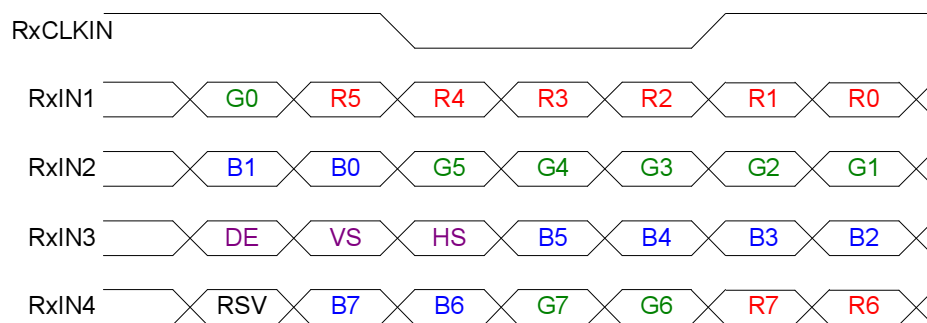 RxCLKIN
RxIN1 G0 R5 R4 R3 R2 R1 R0
RxIN2 B1 B0 G5 G4 G3 G2 G1
RxIN3 DE VS HS B5 B4 B3 B2
RxIN4 RSV B7 B6 G7 G6 R7 R6